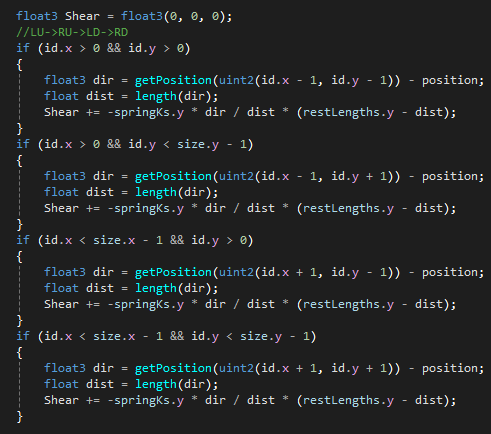 float3 Shear = float3(0, 0, 0);
//LU->RU->LD->RD
if (id.x > 0 && id.y > 0)
{
    float3 dir = getPosition(uint2(id.x - 1, id.y - 1)) - position;
    float dist = length(dir);
    Shear += -springKs.y * dir / dist * (restLengths.y - dist);
}
if (id.x > 0 && id.y < size.y - 1)
{
    float3 dir = getPosition(uint2(id.x - 1, id.y + 1)) - position;
    float dist = length(dir);
    Shear += -springKs.y * dir / dist * (restLengths.y - dist);
}
if (id.x < size.x - 1 && id.y > 0)
{
    float3 dir = getPosition(uint2(id.x + 1, id.y - 1)) - position;
    float dist = length(dir);
    Shear += -springKs.y * dir / dist * (restLengths.y - dist);
}
if (id.x < size.x - 1 && id.y < size.y - 1)
{
    float3 dir = getPosition(uint2(id.x + 1, id.y + 1)) - position;
    float dist = length(dir);
    Shear += -springKs.y * dir / dist * (restLengths.y - dist);
}